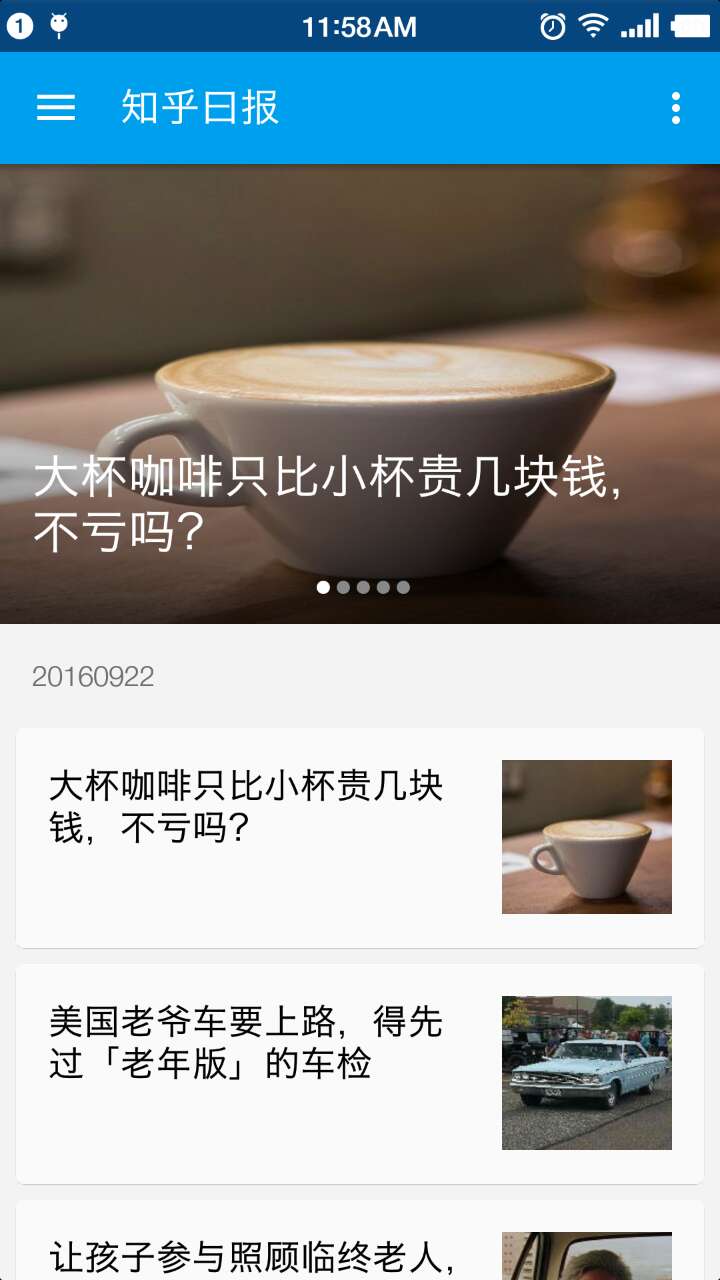 1
11:58AM
知乎日报
大杯咖啡只比小杯贵几块钱,
不亏吗?
20160922
大杯咖啡只比小杯贵几块
钱，不亏吗?
美国老爷车要上路，得先
过「老年版」的车检
让孩子参与照顾临终老人,